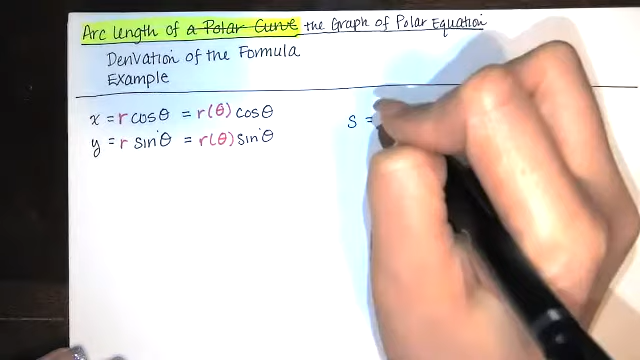 Arc length of a Polar Curve the Graph of Polar Equation
Derivation of the Formula
Example
x = r cosθ = r(θ) cosθ
y = r sinθ = r(θ) sinθ
s =